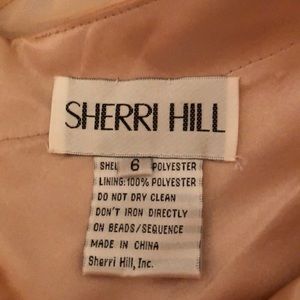 SHERRI HILL
6
SHEL POLYESTER
LINING:100% POLYESTER
DO NOT DRY CLEAN
DON'T IRON DIRECTLY
ON BEADS/SEQUENCE
MADE IN CHINA
Sherri Hill, Inc.